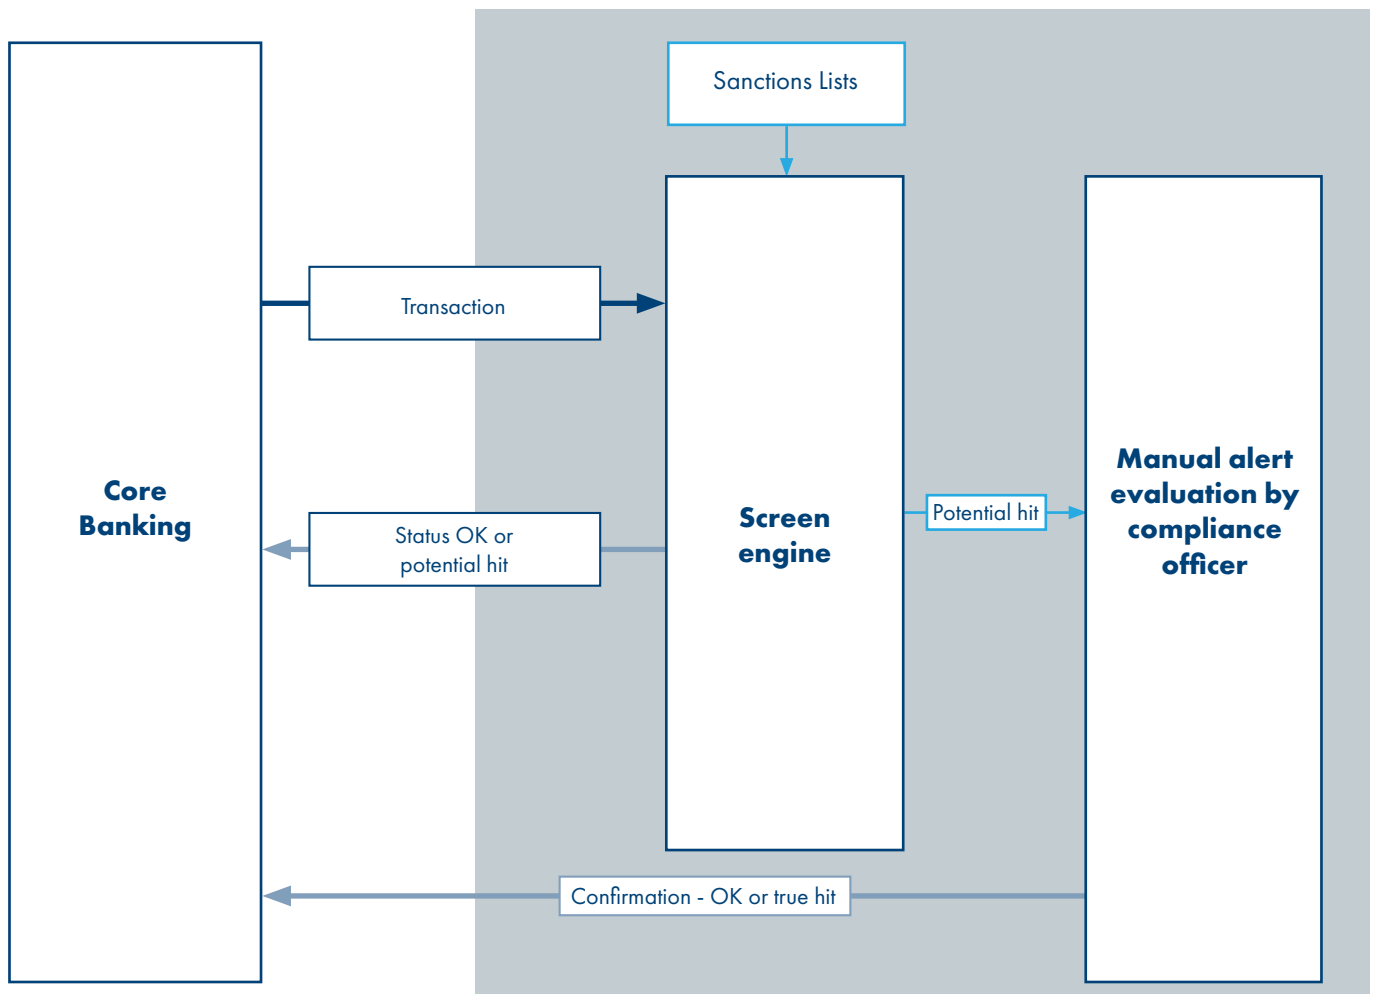 Sanctions Lists
Transaction
Core
Banking
Status OK or
potential hit
Screen
engine
Potential hit
Manual alert
evaluation by
compliance
officer
Confirmation - OK or true hit